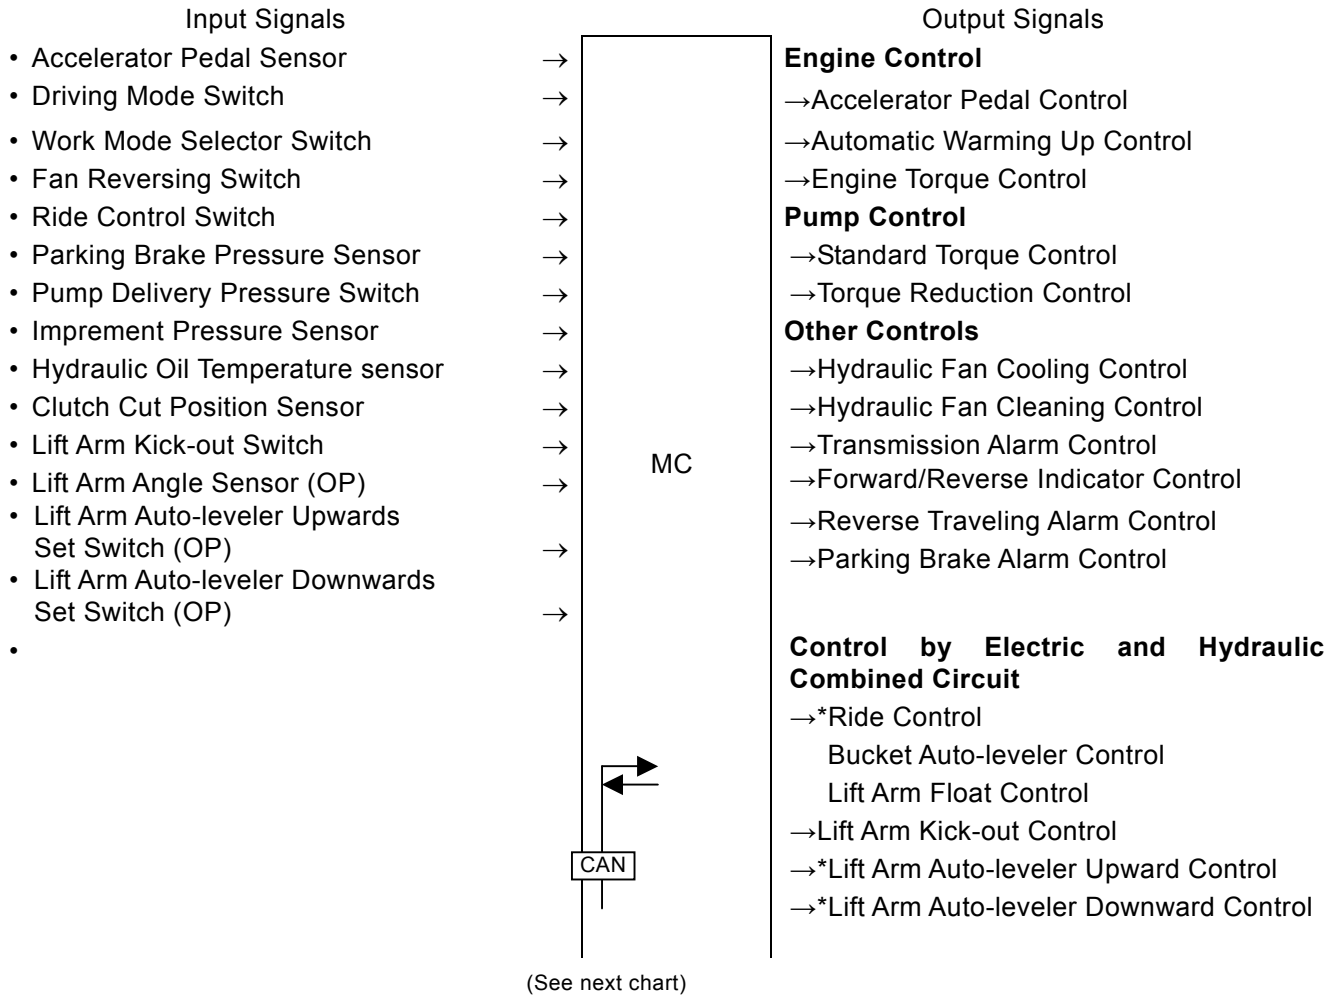 Input Signals
• Accelerator Pedal Sensor →
• Driving Mode Switch →
• Work Mode Selector Switch →
• Fan Reversing Switch →
• Ride Control Switch →
• Parking Brake Pressure Sensor →
• Pump Delivery Pressure Switch →
• Imprement Pressure Sensor →
• Hydraulic Oil Temperature sensor →
• Clutch Cut Position Sensor →
• Lift Arm Kick-out Switch →
• Lift Arm Angle Sensor (OP) →
• Lift Arm Auto-leveler Upwards
Set Switch (OP) →
• Lift Arm Auto-leveler Downwards
Set Switch (OP) →
•
MC
CAN
Output Signals
Engine Control
→Accelerator Pedal Control
→Automatic Warming Up Control
→Engine Torque Control
Pump Control
→Standard Torque Control
→Torque Reduction Control
Other Controls
→Hydraulic Fan Cooling Control
→Hydraulic Fan Cleaning Control
→Transmission Alarm Control
→Forward/Reverse Indicator Control
→Reverse Traveling Alarm Control
→Parking Brake Alarm Control
Control by Electric and Hydraulic
Combined Circuit
→*Ride Control
Bucket Auto-leveler Control
Lift Arm Float Control
→Lift Arm Kick-out Control
→*Lift Arm Auto-leveler Upward Control
→*Lift Arm Auto-leveler Downward Control
(See next chart)